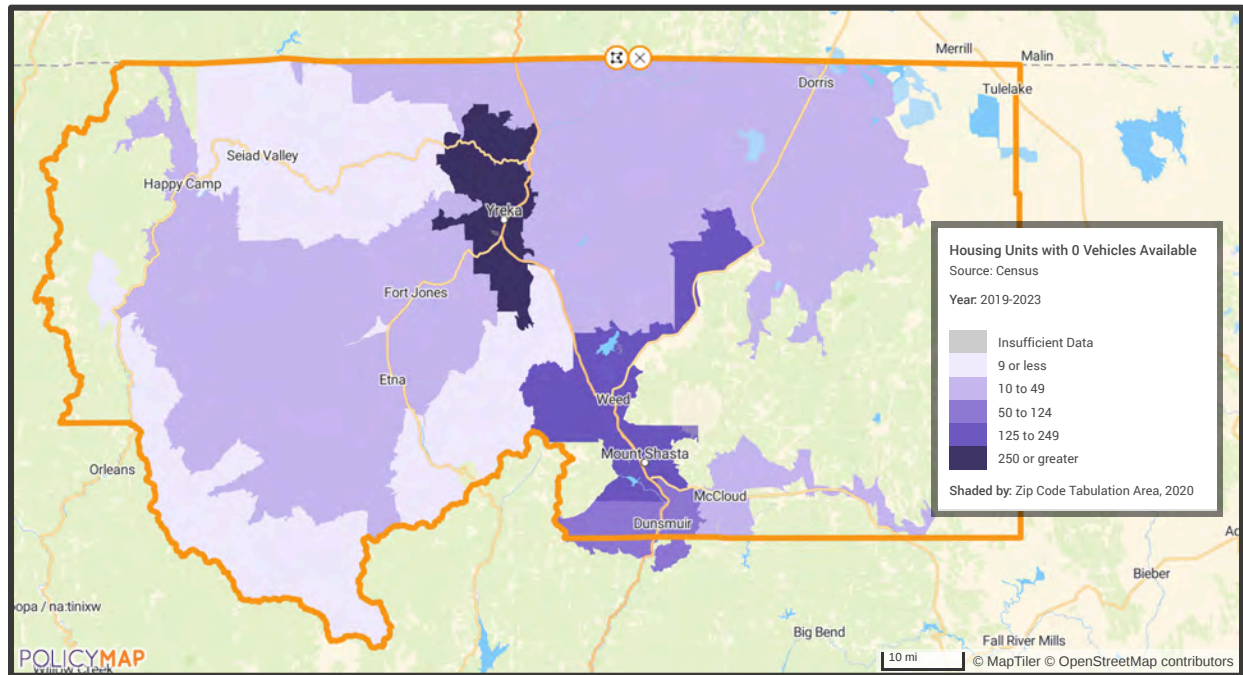 Merrill
Malin
Dorris
Tulelake
Seiad Valley
Happy Camp
Yreka
Fort Jones
Etna
Weed
Orleans
Mount Shasta
McCloud
Dunsmuir
Housing Units with 0 Vehicles Available
Source: Census
Year: 2019-2023
Insufficient Data
9 or less
10 to 49
50 to 124
125 to 249
250 or greater
Shaded by: Zip Code Tabulation Area, 2020
Bieber
oopa / na:tinixw
Big Bend
Fall River Mills
POLICYMAP
Willow Creek
10 mi
© MapTiler © OpenStreetMap contributors